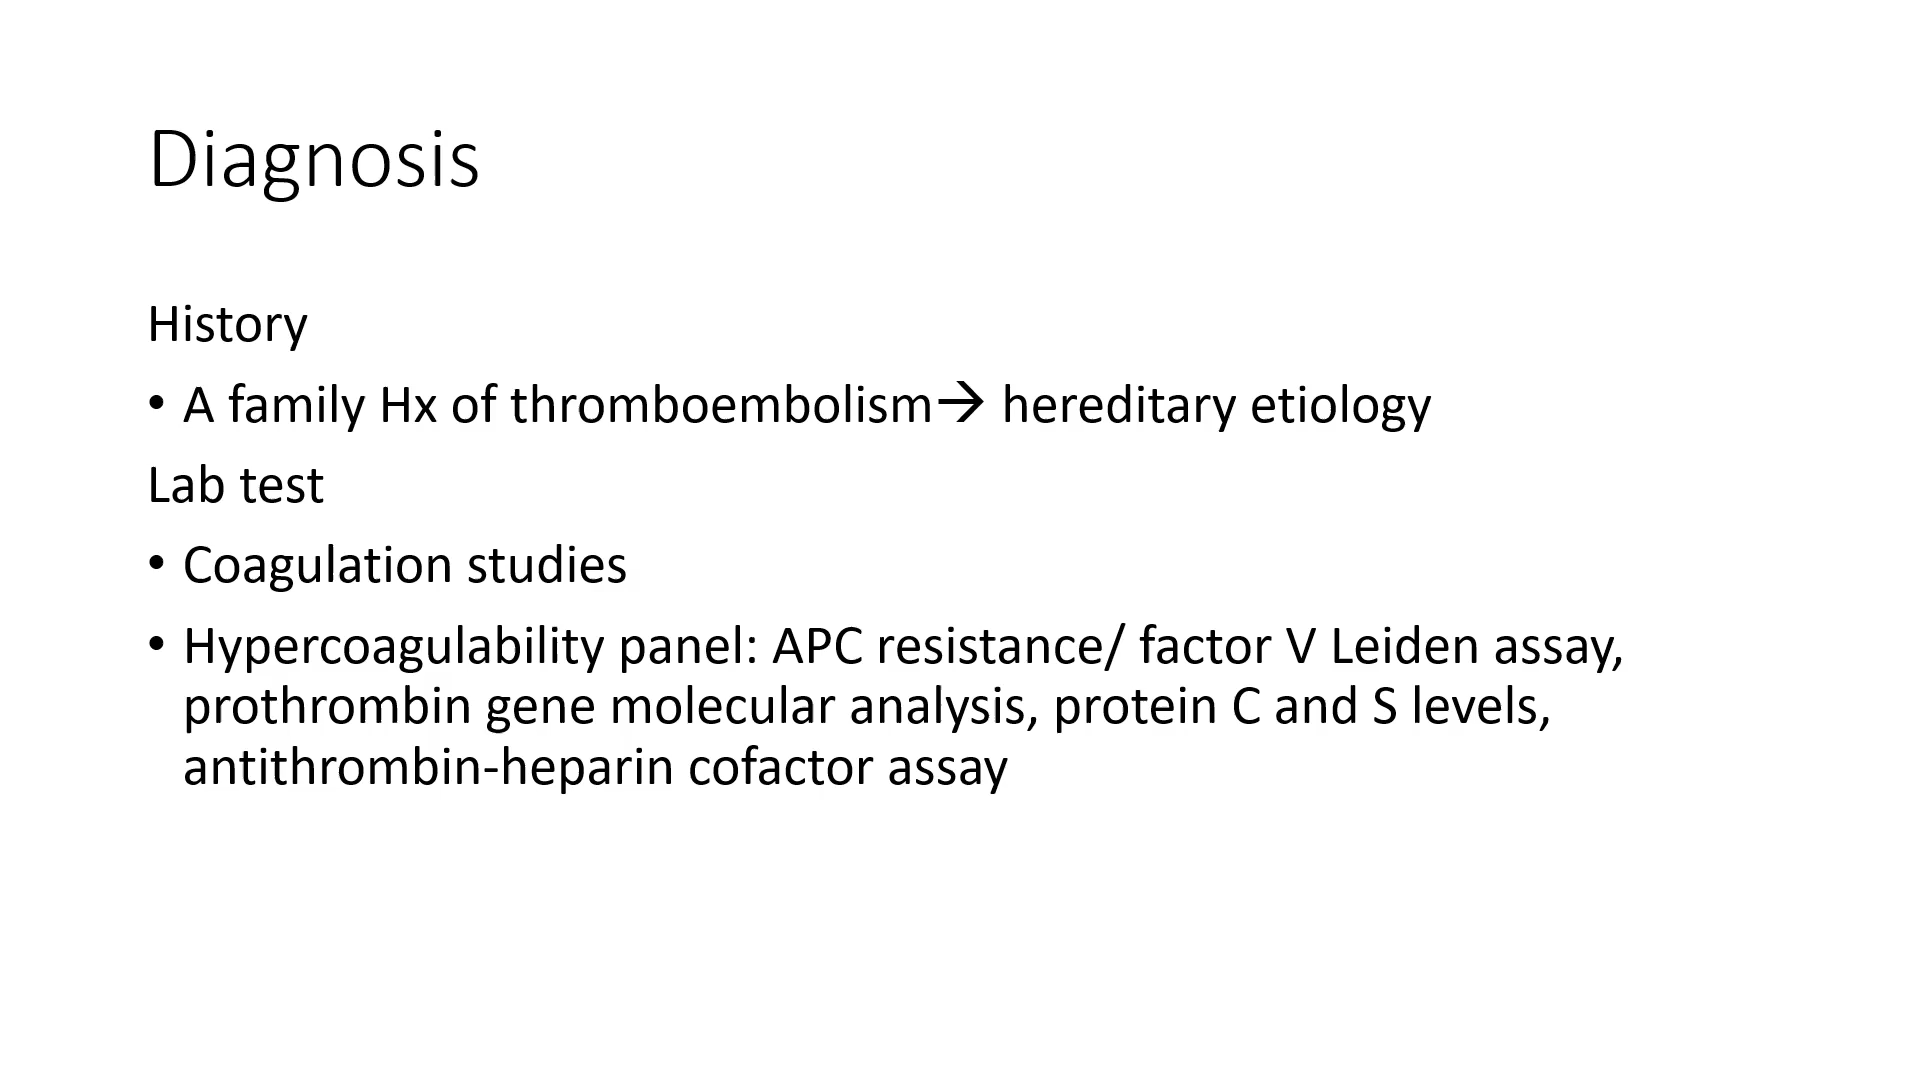 Diagnosis
History
• A family Hx of thromboembolism→ hereditary etiology
Lab test
• Coagulation studies
• Hypercoagulability panel: APC resistance/ factor V Leiden assay,
prothrombin gene molecular analysis, protein C and S levels,
antithrombin-heparin cofactor assay